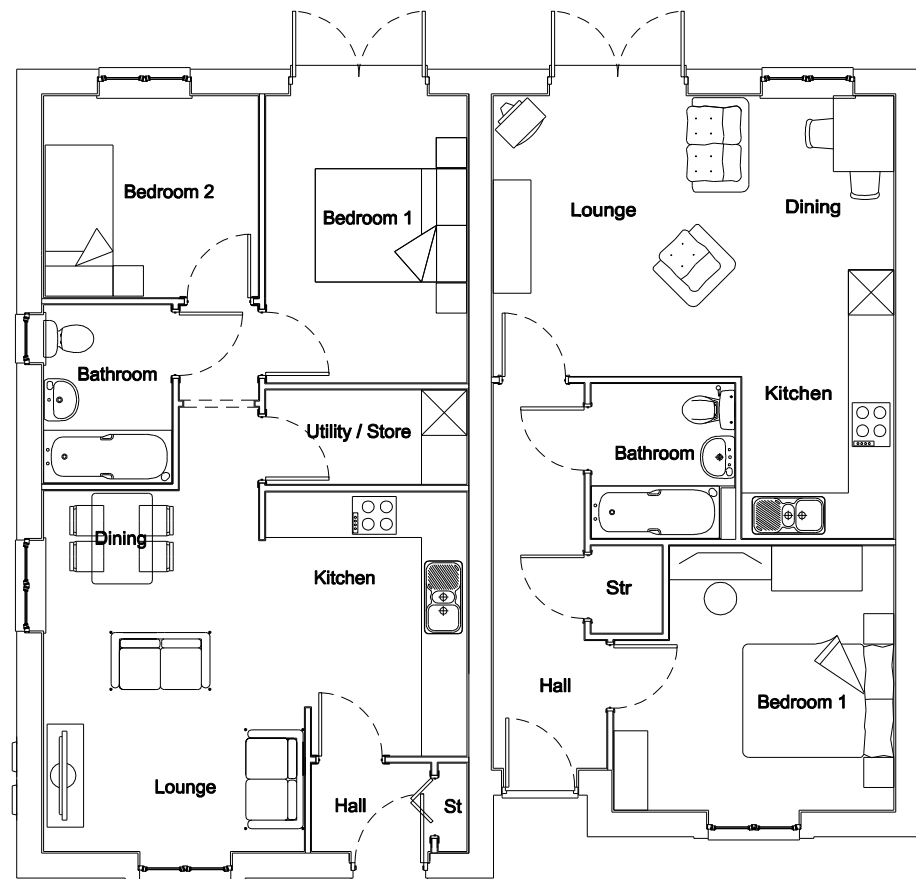 Bedroom 2
Bedroom 1
Bathroom
Utility / Store
Dining
Kitchen
Lounge
Hall
St
Lounge
Dining
Kitchen
Bathroom
Str
Hall
Bedroom 1